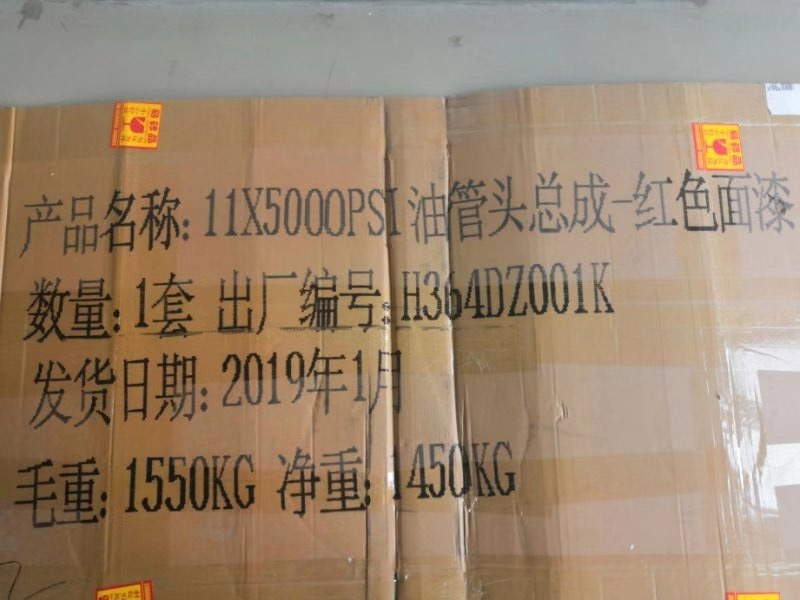 产品名称:11X5000PSI油管头总成-红色面漆
数量:1套 出厂编号:H364DZ001K
发货日期:2019年1月
毛重:1550KG 净重:1450KG